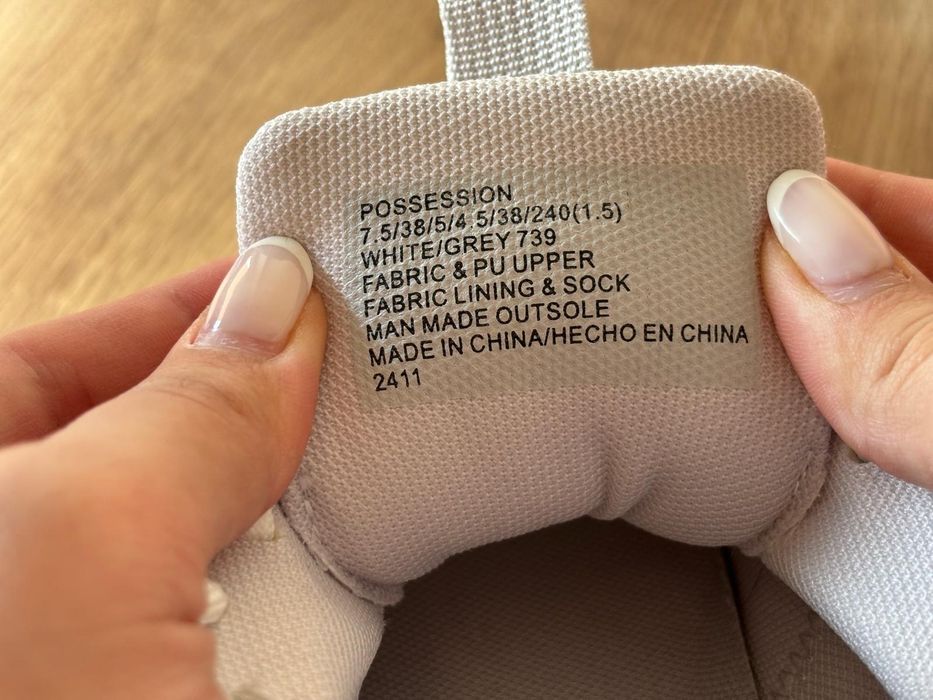 POSSESSION
7.5/38/5/4.5/38/240(1.5)
WHITE/GREY 739
FABRIC & PU UPPER
FABRIC LINING & SOCK
MAN MADE OUTSOLE
MADE IN CHINA/HECHO EN CHINA
2411